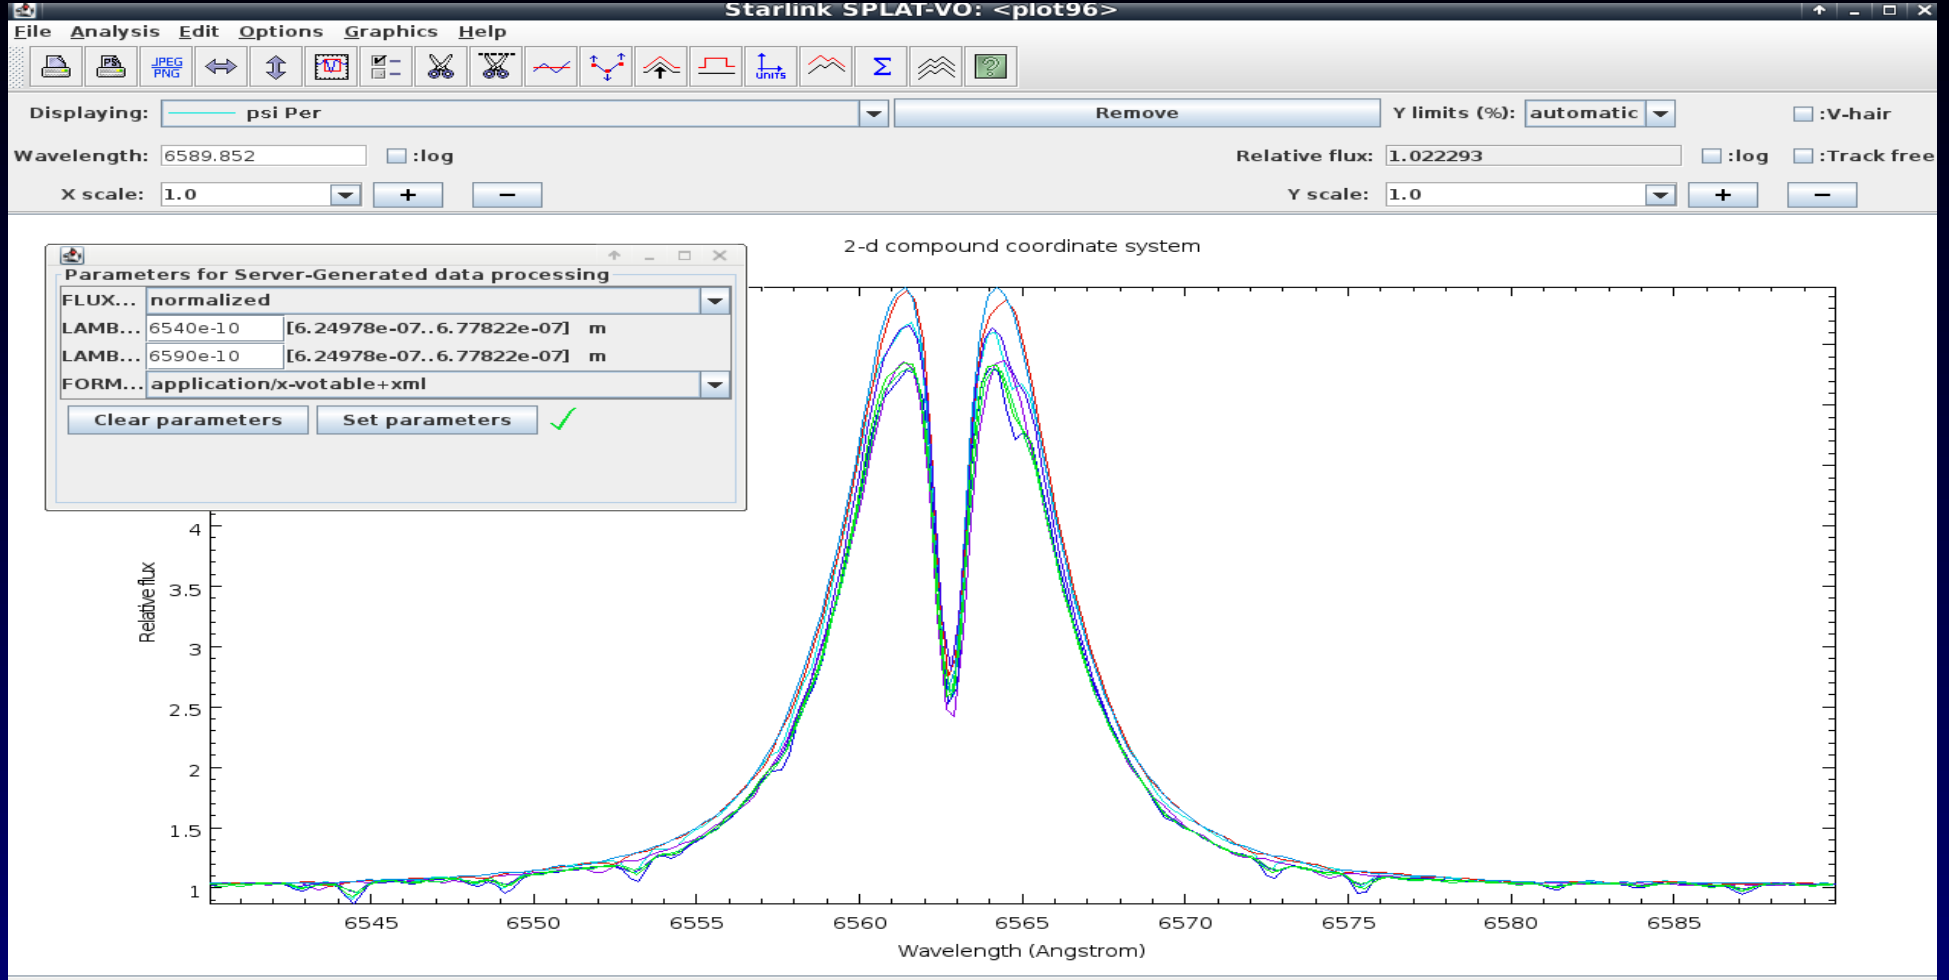 Starlink SPLAT-VO: <plot96>
File Analysis Edit Options Graphics Help
PS JPEG PNG UNITS Σ ?
Displaying: psi Per Remove Y limits (%): automatic :V-hair
Wavelength: 6589.852 :log Relative flux: 1.022293 :log :Track free
X scale: 1.0 + − Y scale: 1.0 + −
2-d compound coordinate system
Parameters for Server-Generated data processing
FLUX... normalized
LAMB... 6540e-10 [6.24978e-07..6.77822e-07] m
LAMB... 6590e-10 [6.24978e-07..6.77822e-07] m
FORM... application/x-votable+xml
Clear parameters Set parameters
4
3.5
3
2.5
2
1.5
1
Relative flux
6545 6550 6555 6560 6565 6570 6575 6580 6585
Wavelength (Angstrom)